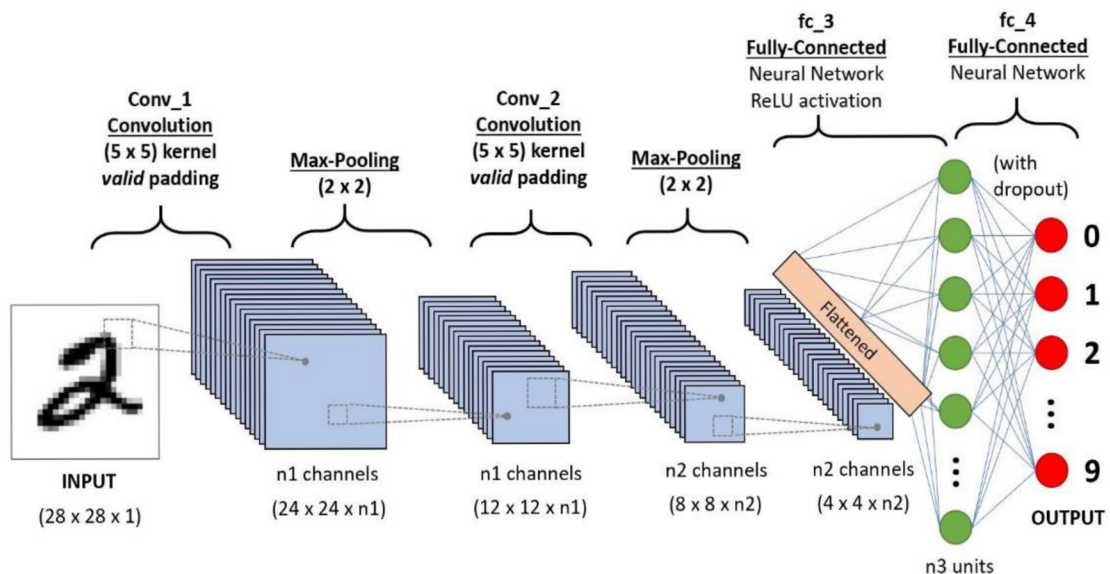 Conv_1
Convolution
(5 x 5) kernel
valid padding
Max-Pooling
(2 x 2)
Conv_2
Convolution
(5 x 5) kernel
valid padding
Max-Pooling
(2 x 2)
fc_3
Fully-Connected
Neural Network
ReLU activation
fc_4
Fully-Connected
Neural Network
(with
dropout)
2
INPUT
(28 x 28 x 1)
n1 channels
(24 x 24 x n1)
n1 channels
(12 x 12 x n1)
n2 channels
(8 x 8 x n2)
n2 channels
(4 x 4 x n2)
Flattened
n3 units
0
1
2
9
OUTPUT